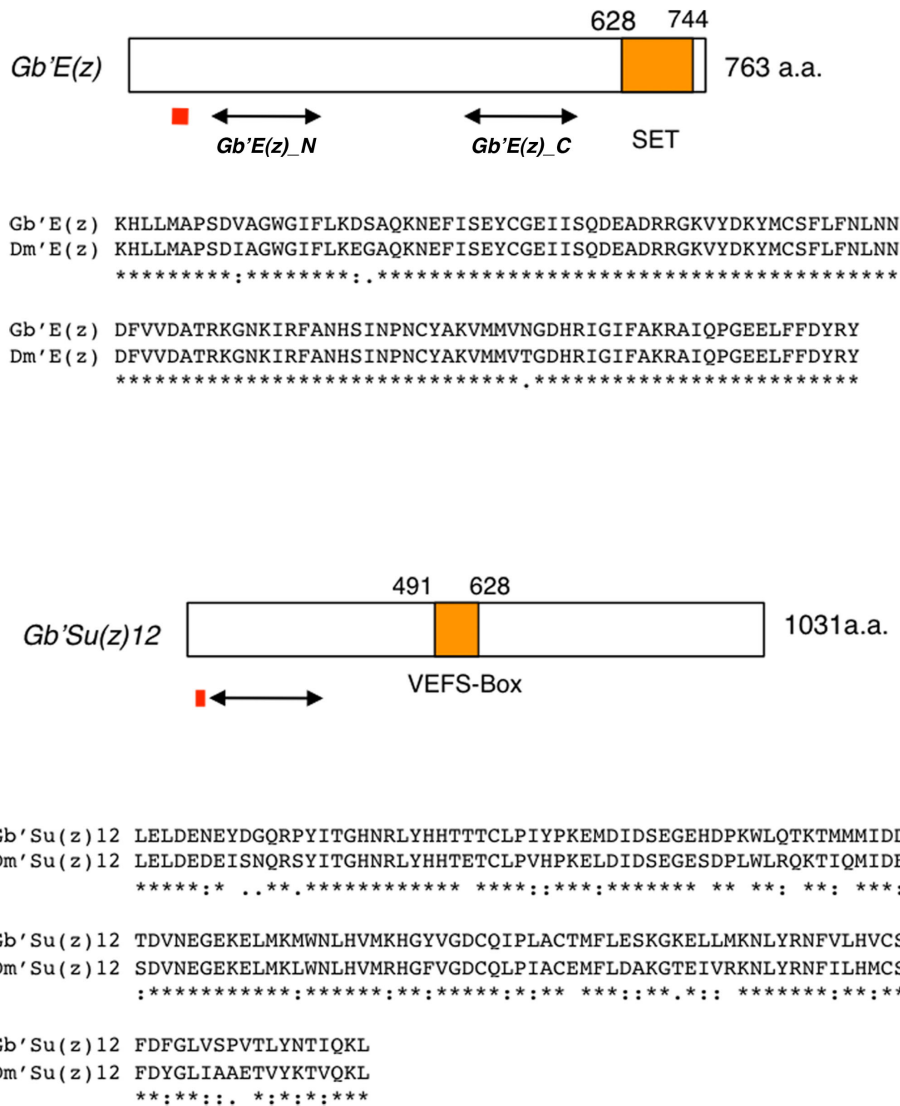 628 744
Gb'E(z) 763 a.a.
Gb'E(z)_N Gb'E(z)_C SET
Gb'E(z) KHLLMAPSDVAGWGIFLKDSAQKNEFISEYCGEIISQDEADRRGKVYDKYMCSFLFNLNN
Dm'E(z) KHLLMAPSDIAGWGIFLKEGAQKNEFISEYCGEIISQDEADRRGKVYDKYMCSFLFNLNN
*********:********:.****************************************
Gb'E(z) DFVVDATRKGNKIRFANHSINPNCYAKVMMVNGDHRIGIFAKRAIQPGEELFFDYRY
Dm'E(z) DFVVDATRKGNKIRFANHSINPNCYAKVMMVTGDHRIGIFAKRAIQPGEELFFDYRY
*******************************.*************************
491 628
Gb'Su(z)12 1031a.a.
VEFS-Box
Gb'Su(z)12 LELDENEYDGQRPYITGHNRLYHHTTTCLPIYPKEMDIDSEGEHDPKWLQTKTMMMIDD
Dm'Su(z)12 LELDEDEISNQRSYITGHNRLYHHTETCLPVHPKELDIDSEGESDPLWLRQKTIQMIDE
*****:* ..**.************ ****::***:******* ** **: **: ***:
Gb'Su(z)12 TDVNEGEKELMKMWNLHVMKHGYVGDCQIPLACTMFLESKGKELLMKNLYRNFVLHVCS
Dm'Su(z)12 SDVNEGEKELMKLWNLHVMRHGFVGDCQLPIACEMFLDAKGTEIVRKNLYRNFILHMCS
:***********:******:**:*****:*:** ***::**.*:: *******:**:**
Gb'Su(z)12 FDFGLVSPVTLYNTIQKL
Dm'Su(z)12 FDYGLIAAETVYKTVQKL
**:**::. *:*:*:***